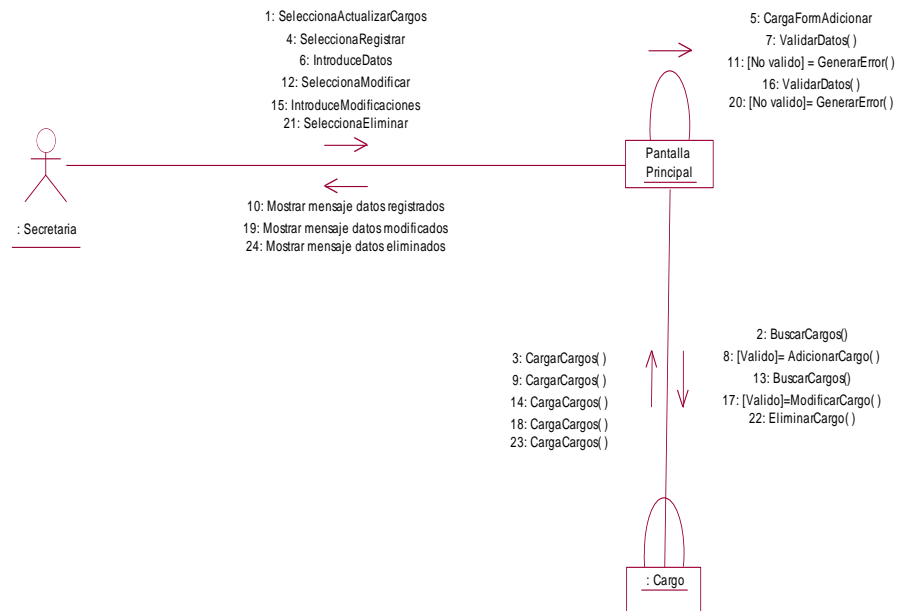 1: SeleccionaActualizarCargos
4: SeleccionaRegistrar
6: IntroduceDatos
12: SeleccionaModificar
15: IntroduceModificaciones
21: SeleccionaEliminar
5: CargaFormAdicionar
7: ValidarDatos( )
11: [No valido] = GenerarError( )
16: ValidarDatos( )
20: [No valido]= GenerarError( )
Pantalla
Principal
: Secretaria
10: Mostrar mensaje datos registrados
19: Mostrar mensaje datos modificados
24: Mostrar mensaje datos eliminados
3: CargarCargos( )
9: CargarCargos( )
14: CargaCargos( )
18: CargaCargos( )
23: CargaCargos( )
2: BuscarCargos()
8: [Valido]= AdicionarCargo( )
13: BuscarCargos()
17: [Valido]=ModificarCargo( )
22: EliminarCargo( )
: Cargo